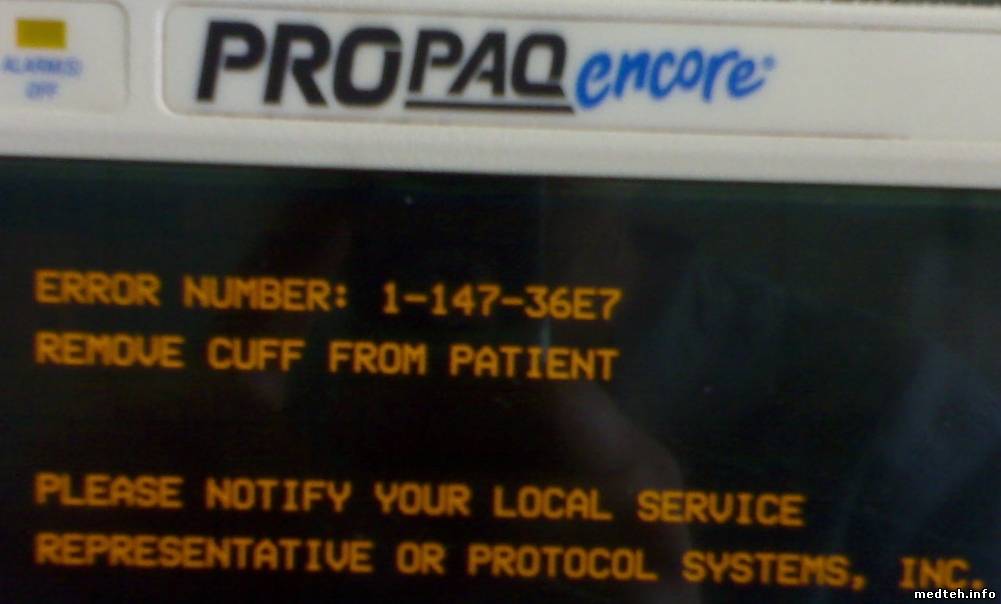 ALARM(S)
OFF
PROPAQ encore®
ERROR NUMBER: 1-147-36E7
REMOVE CUFF FROM PATIENT
PLEASE NOTIFY YOUR LOCAL SERVICE
REPRESENTATIVE OR PROTOCOL SYSTEMS, INC.
medteh.info